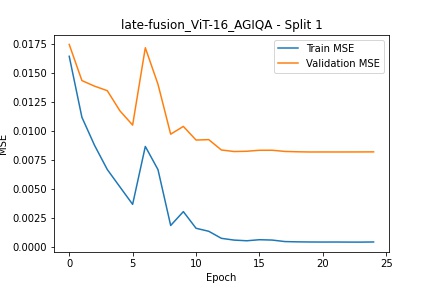 late-fusion_ViT-16_AGIQA - Split 1
Train MSE
Validation MSE
0.0175
0.0150
0.0125
0.0100
0.0075
0.0050
0.0025
0.0000
MSE
0 5 10 15 20 25
Epoch